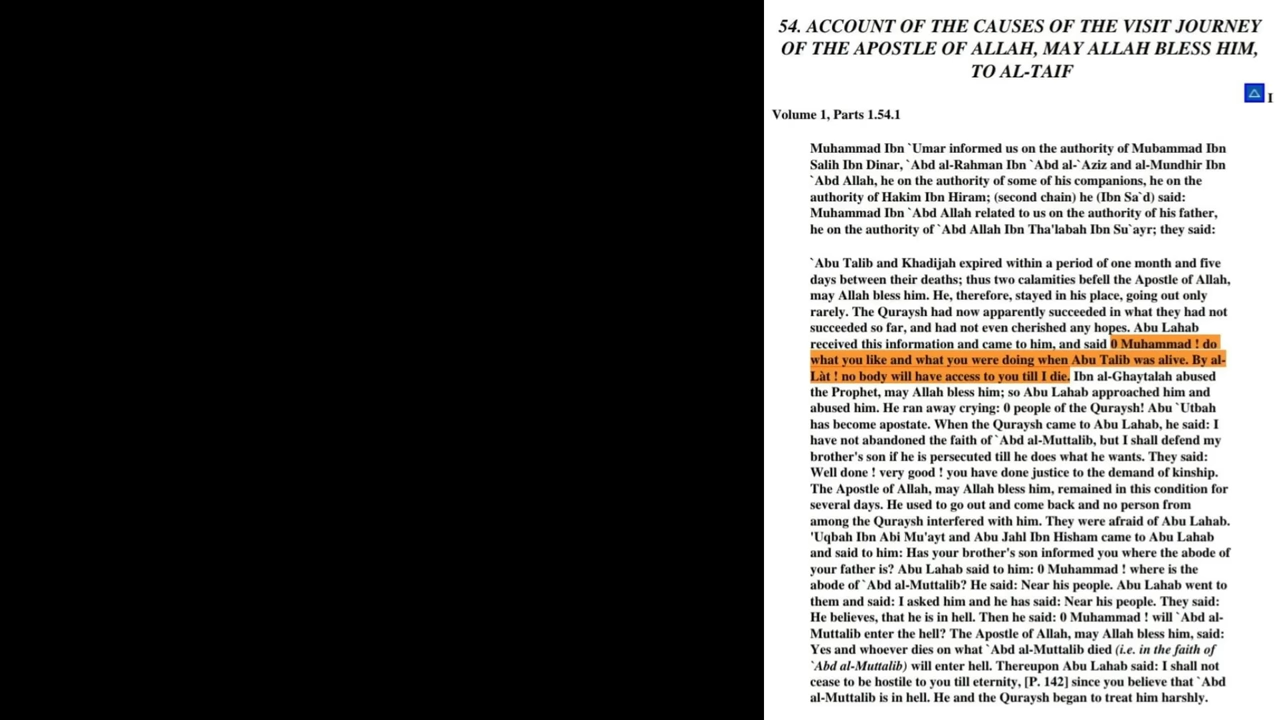 54. ACCOUNT OF THE CAUSES OF THE VISIT JOURNEY
OF THE APOSTLE OF ALLAH, MAY ALLAH BLESS HIM,
TO AL-TAIF
I
Volume 1, Parts 1.54.1
Muhammad Ibn `Umar informed us on the authority of Mubammad Ibn
Salih Ibn Dinar, `Abd al-Rahman Ibn `Abd al-`Aziz and al-Mundhir Ibn
`Abd Allah, he on the authority of some of his companions, he on the
authority of Hakim Ibn Hiram; (second chain) he (Ibn Sa`d) said:
Muhammad Ibn `Abd Allah related to us on the authority of his father,
he on the authority of `Abd Allah Ibn Tha'labah Ibn Su`ayr; they said:
`Abu Talib and Khadijah expired within a period of one month and five
days between their deaths; thus two calamities befell the Apostle of Allah,
may Allah bless him. He, therefore, stayed in his place, going out only
rarely. The Quraysh had now apparently succeeded in what they had not
succeeded so far, and had not even cherished any hopes. Abu Lahab
received this information and came to him, and said 0 Muhammad ! do
what you like and what you were doing when Abu Talib was alive. By al-
Làt ! no body will have access to you till I die. Ibn al-Ghaytalah abused
the Prophet, may Allah bless him; so Abu Lahab approached him and
abused him. He ran away crying: 0 people of the Quraysh! Abu `Utbah
has become apostate. When the Quraysh came to Abu Lahab, he said: I
have not abandoned the faith of `Abd al-Muttalib, but I shall defend my
brother's son if he is persecuted till he does what he wants. They said:
Well done ! very good ! you have done justice to the demand of kinship.
The Apostle of Allah, may Allah bless him, remained in this condition for
several days. He used to go out and come back and no person from
among the Quraysh interfered with him. They were afraid of Abu Lahab.
'Uqbah Ibn Abi Mu'ayt and Abu Jahl Ibn Hisham came to Abu Lahab
and said to him: Has your brother's son informed you where the abode of
your father is? Abu Lahab said to him: 0 Muhammad ! where is the
abode of `Abd al-Muttalib? He said: Near his people. Abu Lahab went to
them and said: I asked him and he has said: Near his people. They said:
He believes, that he is in hell. Then he said: 0 Muhammad ! will `Abd al-
Muttalib enter the hell? The Apostle of Allah, may Allah bless him, said:
Yes and whoever dies on what `Abd al-Muttalib died (i.e. in the faith of
`Abd al-Muttalib) will enter hell. Thereupon Abu Lahab said: I shall not
cease to be hostile to you till eternity, [P. 142] since you believe that `Abd
al-Muttalib is in hell. He and the Quraysh began to treat him harshly.